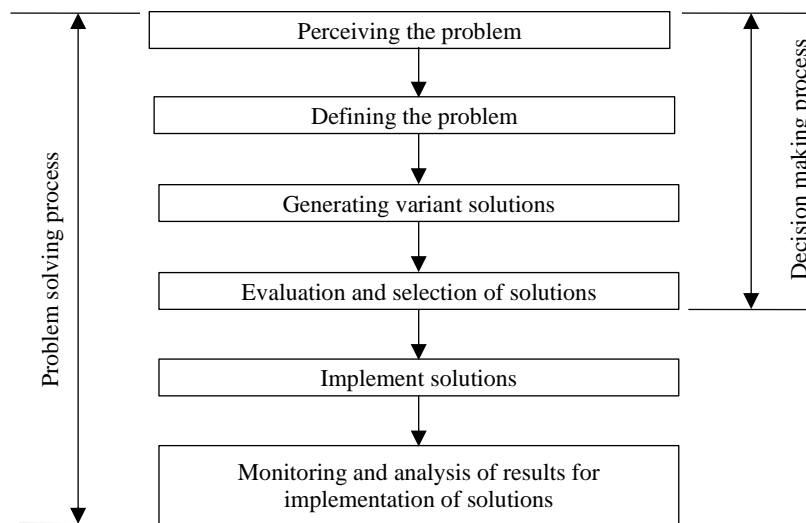 Perceiving the problem
Defining the problem
Generating variant solutions
Evaluation and selection of solutions
Implement solutions
Monitoring and analysis of results for
implementation of solutions
Problem solving process
Decision making process